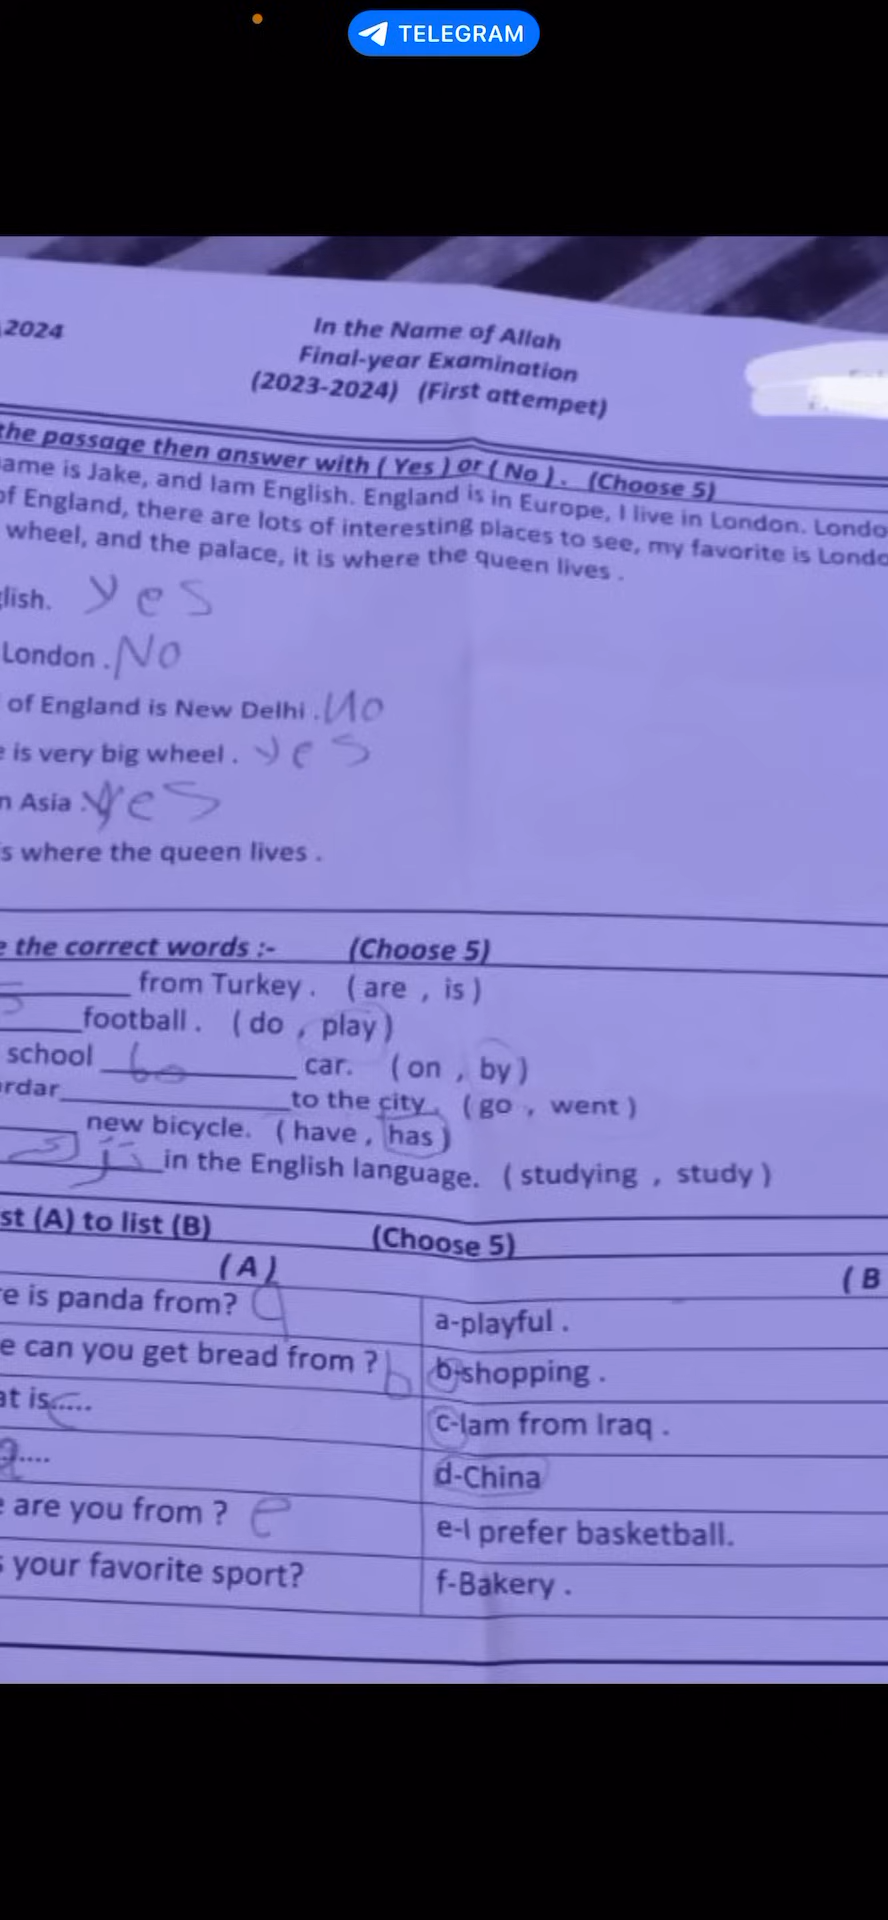 TELEGRAM
2024
In the Name of Allah
Final-year Examination
(2023-2024) (First attempet)
the passage then answer with ( Yes ) or ( No ). (Choose 5)
ame is Jake, and Iam English. England is in Europe, I live in London. Londo
of England, there are lots of interesting places to see, my favorite is Londo
wheel, and the palace, it is where the queen lives .
lish. Yes
London . No
of England is New Delhi . No
e is very big wheel . yes
n Asia . yes
s where the queen lives .
e the correct words :- (Choose 5)
from Turkey . ( are , is )
football . ( do , play )
school car. ( on , by )
rdar to the city. ( go , went )
new bicycle. ( have , has )
in the English language. ( studying , study )
st (A) to list (B) (Choose 5)
( A ) ( B
e is panda from?
a-playful .
e can you get bread from ? b
b-shopping .
at is..... c
c-Iam from Iraq .
....
d-China
e are you from ? e
e-I prefer basketball.
s your favorite sport?
f-Bakery .